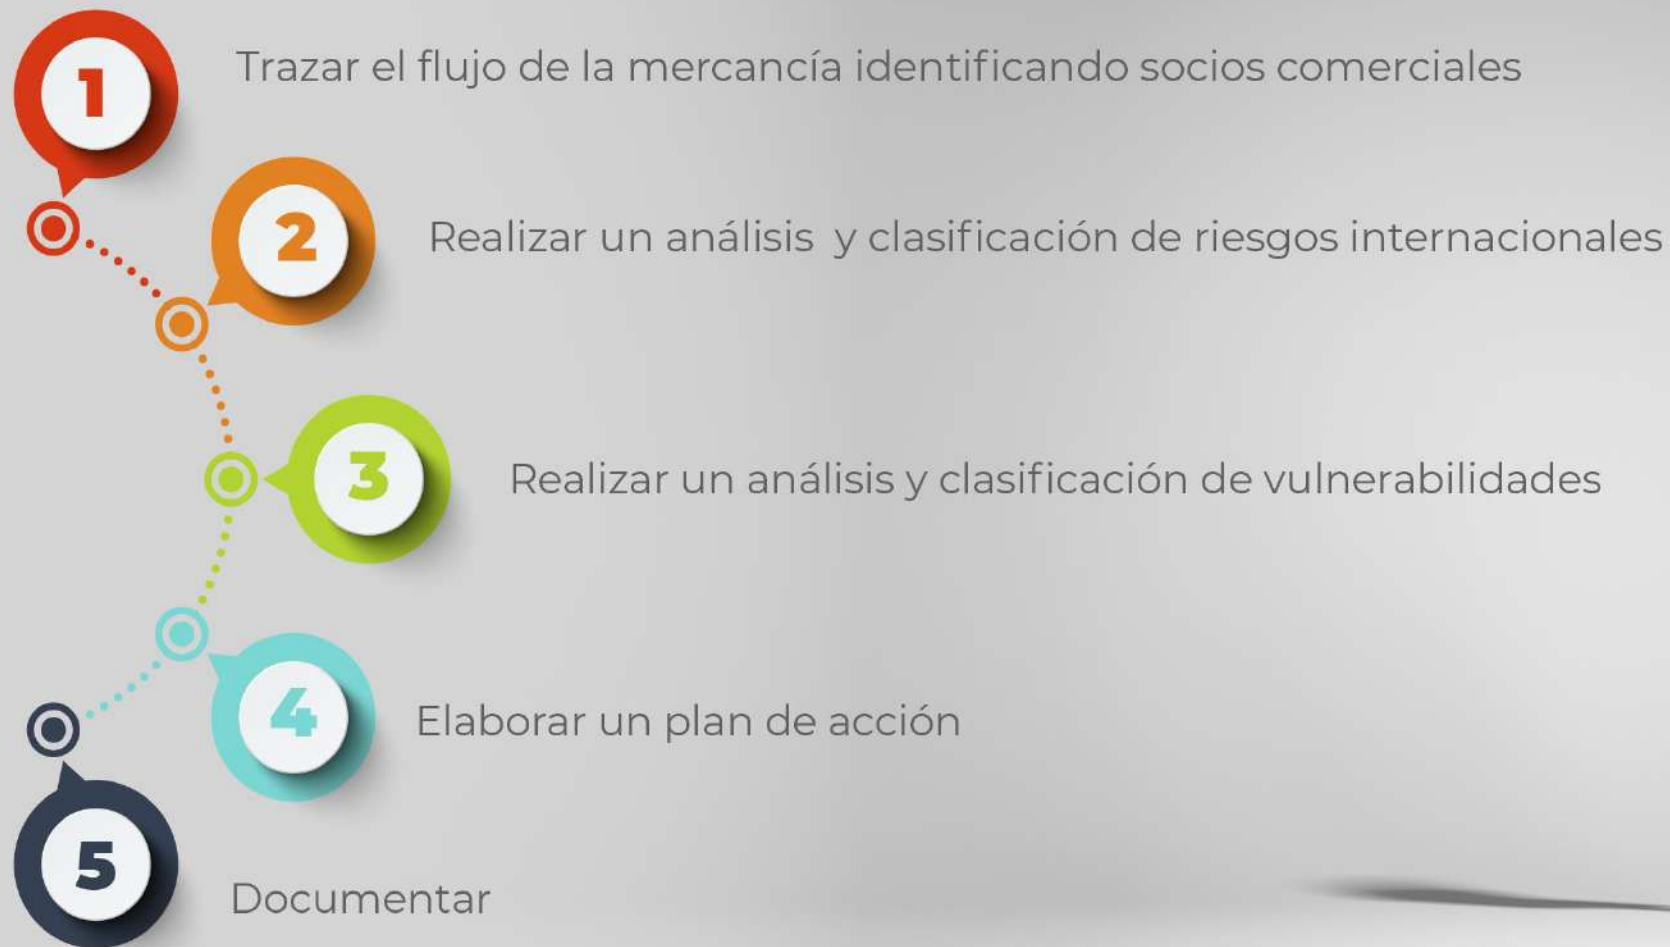 1
Trazar el flujo de la mercancía identificando socios comerciales
2
Realizar un análisis y clasificación de riesgos internacionales
3
Realizar un análisis y clasificación de vulnerabilidades
4
Elaborar un plan de acción
5
Documentar